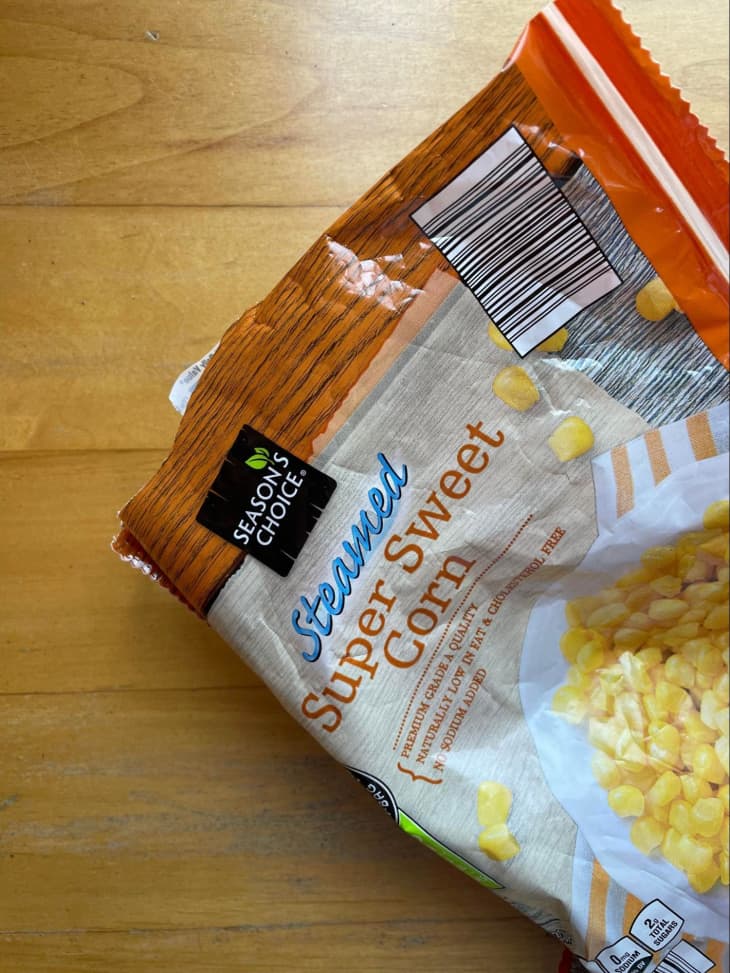 SEASON'S
CHOICE®
Steamed
Super Sweet
Corn
PREMIUM GRADE A QUALITY
NATURALLY LOW IN FAT & CHOLESTEROL FREE
NO SODIUM ADDED
0mg
2g
TOTAL
SUGARS